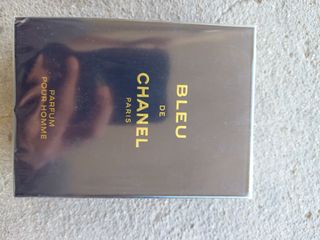 BLEU
DE
CHANEL
PARIS
PARFUM
POUR HOMME